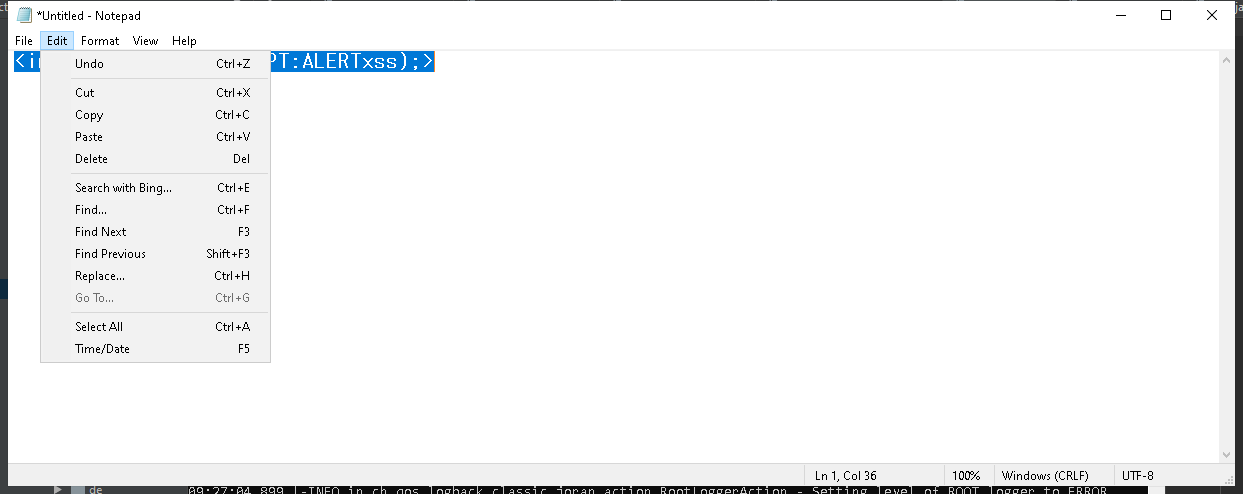 *Untitled - Notepad
File Edit Format View Help
PT:ALERTxss);>
Undo Ctrl+Z
Cut Ctrl+X
Copy Ctrl+C
Paste Ctrl+V
Delete Del
Search with Bing... Ctrl+E
Find... Ctrl+F
Find Next F3
Find Previous Shift+F3
Replace... Ctrl+H
Go To... Ctrl+G
Select All Ctrl+A
Time/Date F5
Ln 1, Col 36 100% Windows (CRLF) UTF-8
de 09:27:04,899 |-INFO in ch.qos.logback.classic.joran.action.RootLoggerAction - Setting level of ROOT logger to ERROR